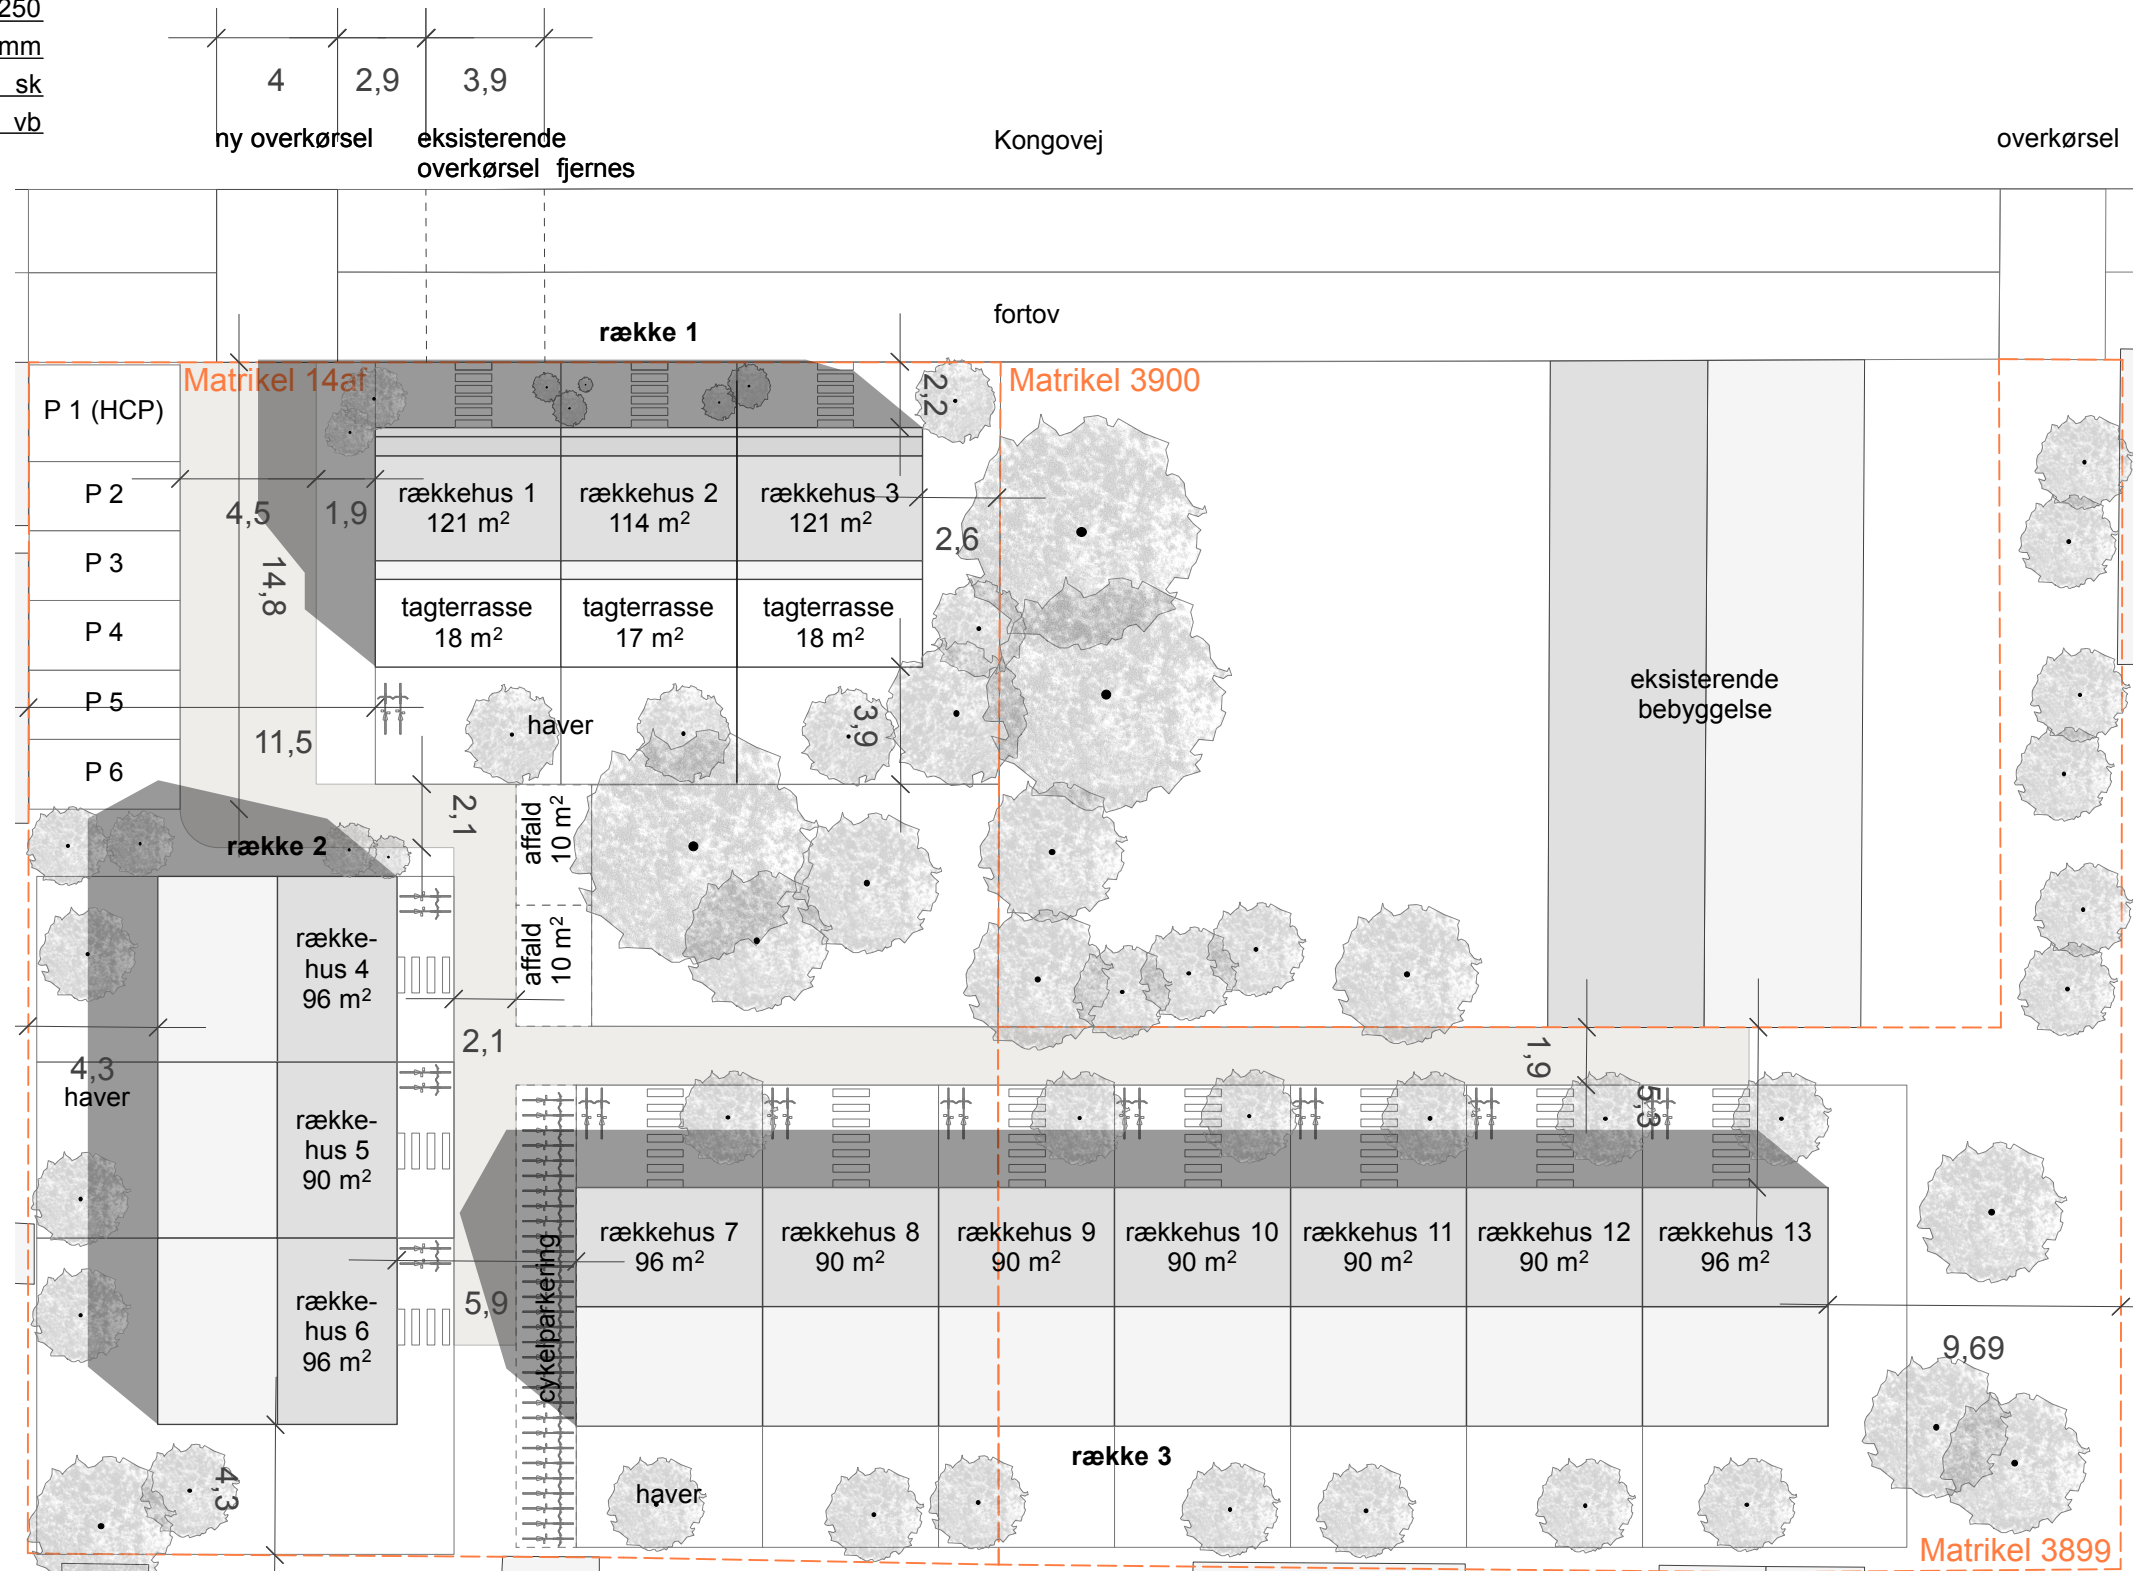 250
mm
sk
vb
4
2,9
3,9
ny overkørsel
eksisterende
overkørsel fjernes
Kongovej
overkørsel
fortov
række 1
Matrikel 14af
Matrikel 3900
P 1 (HCP)
P 2
P 3
P 4
P 5
P 6
4,5
1,9
14,8
11,5
2,2
2,6
rækkehus 1
121 m²
rækkehus 2
114 m²
rækkehus 3
121 m²
tagterrasse
18 m²
tagterrasse
17 m²
tagterrasse
18 m²
haver
3,9
2,1
affald
10 m²
affald
10 m²
eksisterende
bebyggelse
række 2
række-
hus 4
96 m²
2,1
4,3
haver
række-
hus 5
90 m²
række-
hus 6
96 m²
5,9
4,3
cykelparkering
1,9
5,3
rækkehus 7
96 m²
rækkehus 8
90 m²
rækkehus 9
90 m²
rækkehus 10
90 m²
rækkehus 11
90 m²
rækkehus 12
90 m²
rækkehus 13
96 m²
9,69
række 3
haver
Matrikel 3899